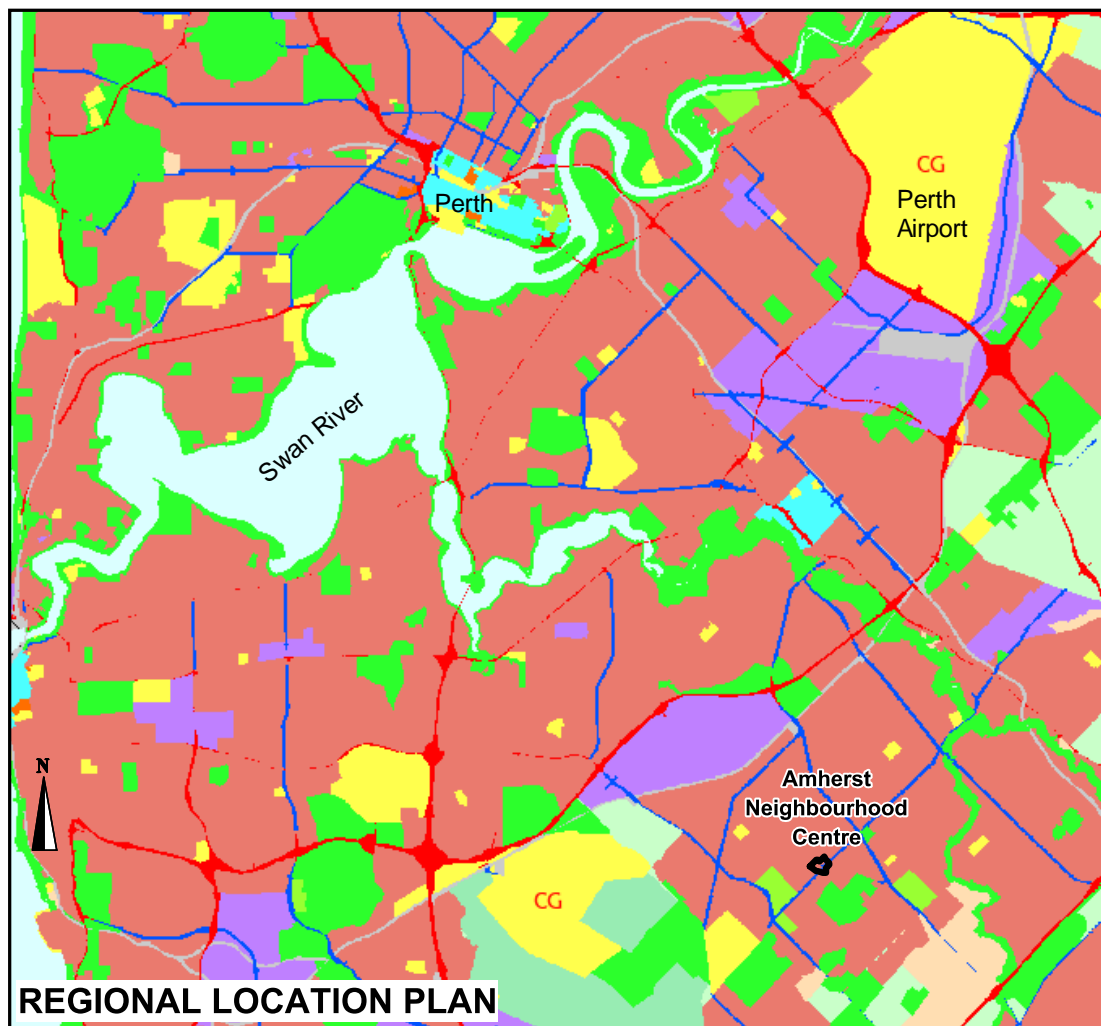 CG
Perth
Airport
Perth
Swan River
N
Amherst
Neighbourhood
Centre
CG
REGIONAL LOCATION PLAN